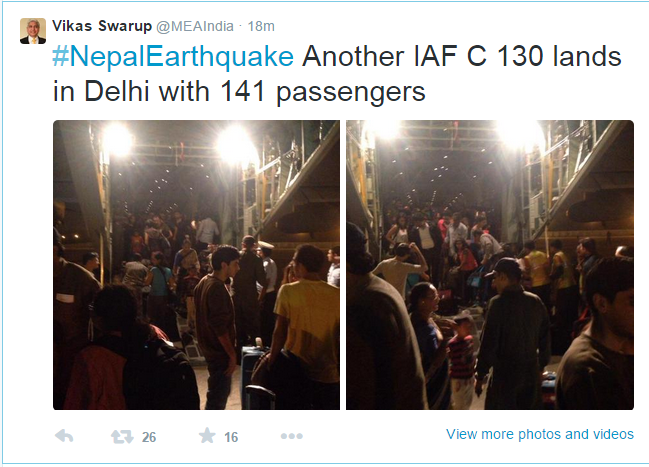 Vikas Swarup @MEAIndia · 18m
#NepalEarthquake Another IAF C 130 lands
in Delhi with 141 passengers
26 16
View more photos and videos